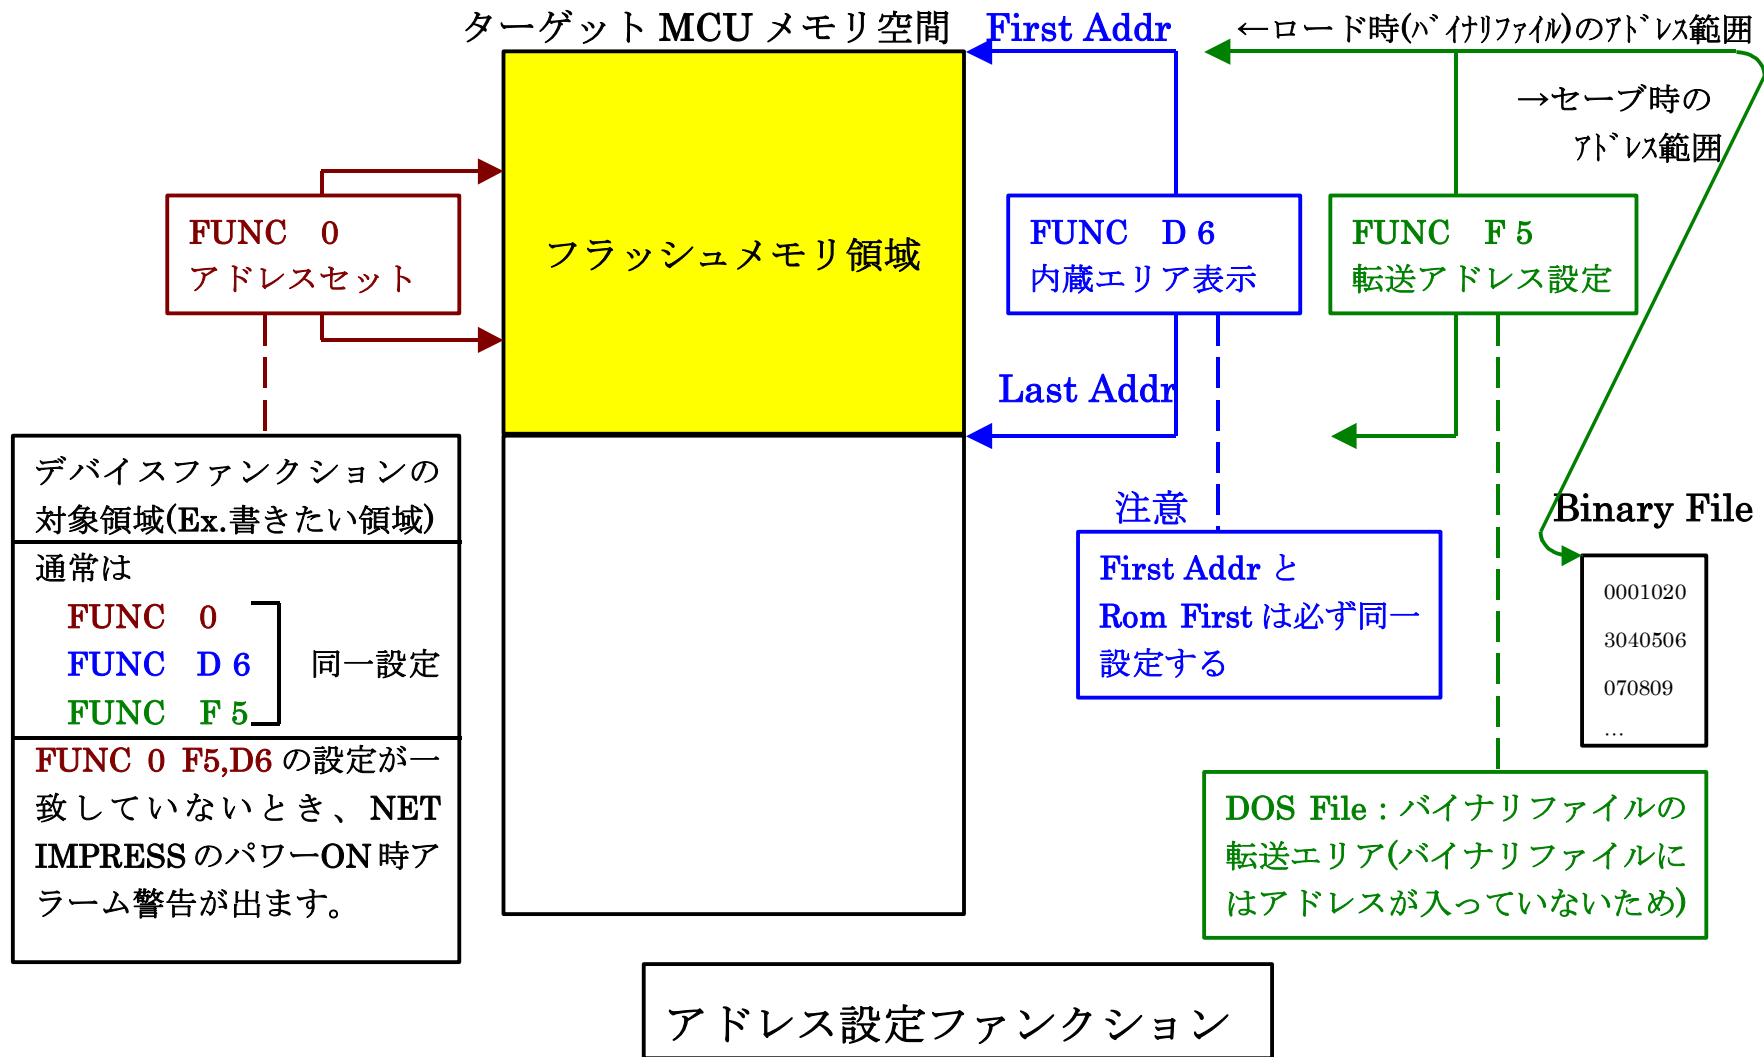 ターゲット MCU メモリ空間
First Addr
←ロード時(ﾊﾞｲﾅﾘﾌｧｲﾙ)のｱﾄﾞﾚｽ範囲
→セーブ時の
ｱﾄﾞﾚｽ範囲
FUNC 0
アドレスセット
フラッシュメモリ領域
FUNC D 6
内蔵エリア表示
FUNC F 5
転送アドレス設定
Last Addr
デバイスファンクションの
対象領域(Ex.書きたい領域)
通常は
FUNC 0
FUNC D 6
FUNC F 5
同一設定
FUNC 0 F5,D6 の設定が一
致していないとき、NET
IMPRESS のパワーON 時ア
ラーム警告が出ます。
注意
First Addr と
Rom First は必ず同一
設定する
Binary File
0001020
3040506
070809
…
DOS File : バイナリファイルの
転送エリア(バイナリファイルに
はアドレスが入っていないため)
アドレス設定ファンクション